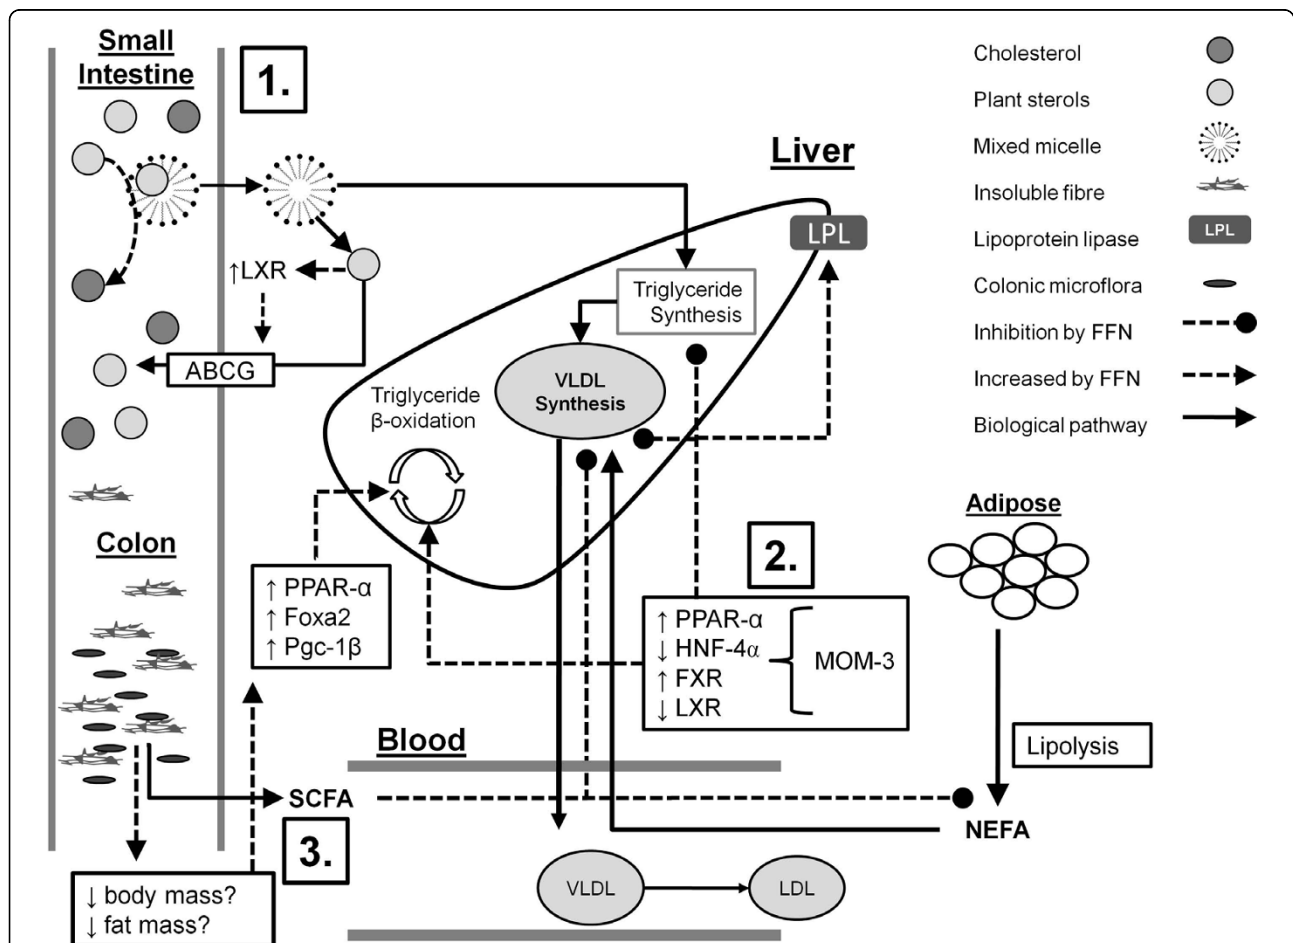 Small
Intestine
1.
↑LXR
ABCG
Liver
LPL
Triglyceride
Synthesis
VLDL
Synthesis
Triglyceride
β-oxidation
Cholesterol
Plant sterols
Mixed micelle
Insoluble fibre
Lipoprotein lipase
LPL
Colonic microflora
Inhibition by FFN
Increased by FFN
Biological pathway
Colon
↑ PPAR-α
↑ Foxa2
↑ Pgc-1β
2.
↑ PPAR-α
↓ HNF-4α
↑ FXR
↓ LXR
MOM-3
Adipose
Lipolysis
NEFA
Blood
SCFA
3.
↓ body mass?
↓ fat mass?
VLDL
LDL